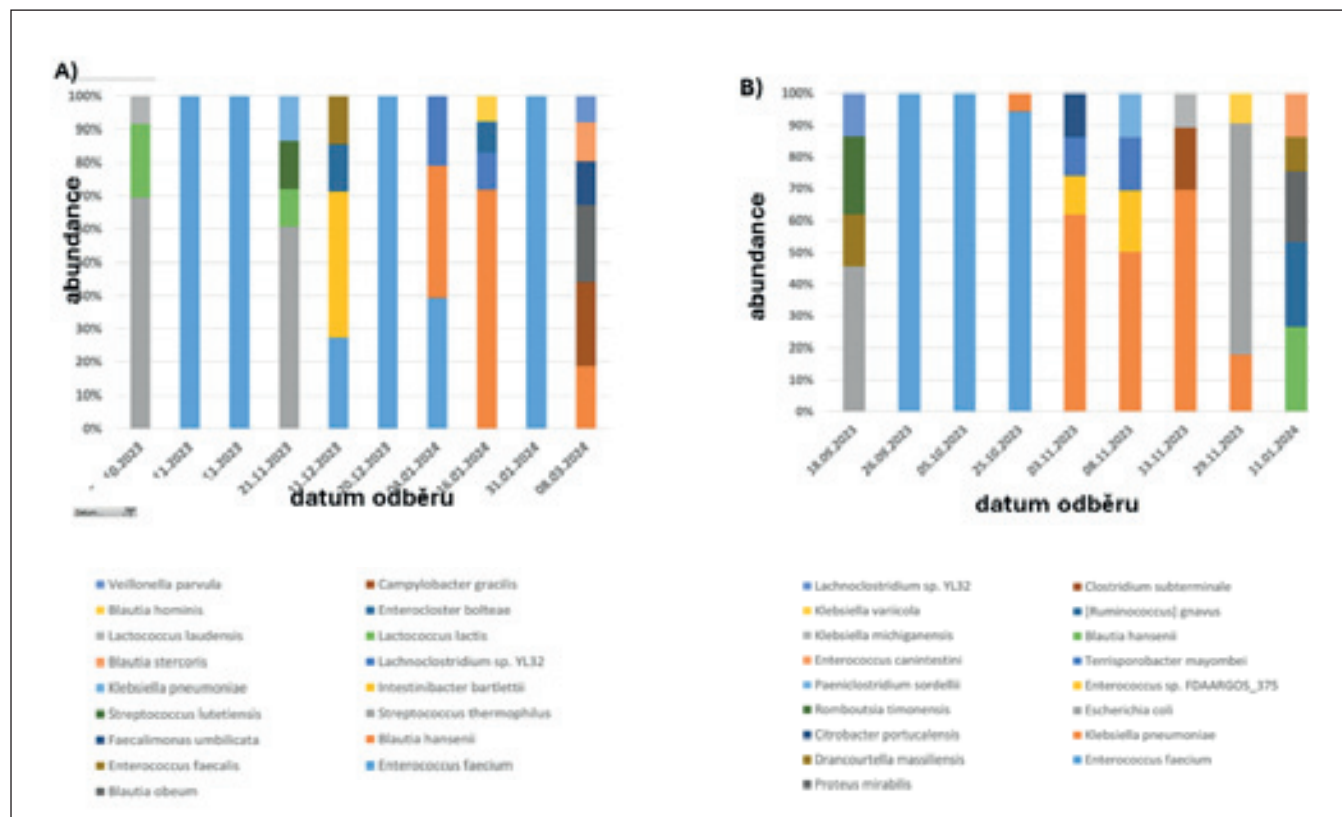 A)
100%
90%
80%
70%
60%
50%
40%
30%
20%
10%
0%
abundance
21.11.2023
11.12.2023
20.12.2023
16.01.2024
31.01.2024
08.03.2024
datum odběru
Veillonella parvula
Campylobacter gracilis
Blautia hominis
Enterocloster bolteae
Lactococcus laudensis
Lactococcus lactis
Blautia stercoris
Lachnoclostridium sp. YL32
Klebsiella pneumoniae
Intestinibacter bartlettii
Streptococcus lutetiensis
Streptococcus thermophilus
Faecalimonas umbilicata
Blautia hansenii
Enterococcus faecalis
Enterococcus faecium
Blautia obeum
B)
100%
90%
80%
70%
60%
50%
40%
30%
20%
10%
0%
abundance
18.09.2023
26.09.2023
05.10.2023
25.10.2023
03.11.2023
08.11.2023
13.11.2023
29.11.2023
11.01.2024
datum odběru
Lachnoclostridium sp. YL32
Clostridium subterminale
Klebsiella variicola
[Ruminococcus] gnavus
Klebsiella michiganensis
Blautia hansenii
Enterococcus canintestini
Terrisporobacter mayombei
Paeniclostridium sordellii
Enterococcus sp. FDAARGOS_375
Romboutsia timonensis
Escherichia coli
Citrobacter portucalensis
Klebsiella pneumoniae
Drancourtella massiliensis
Enterococcus faecium
Proteus mirabilis